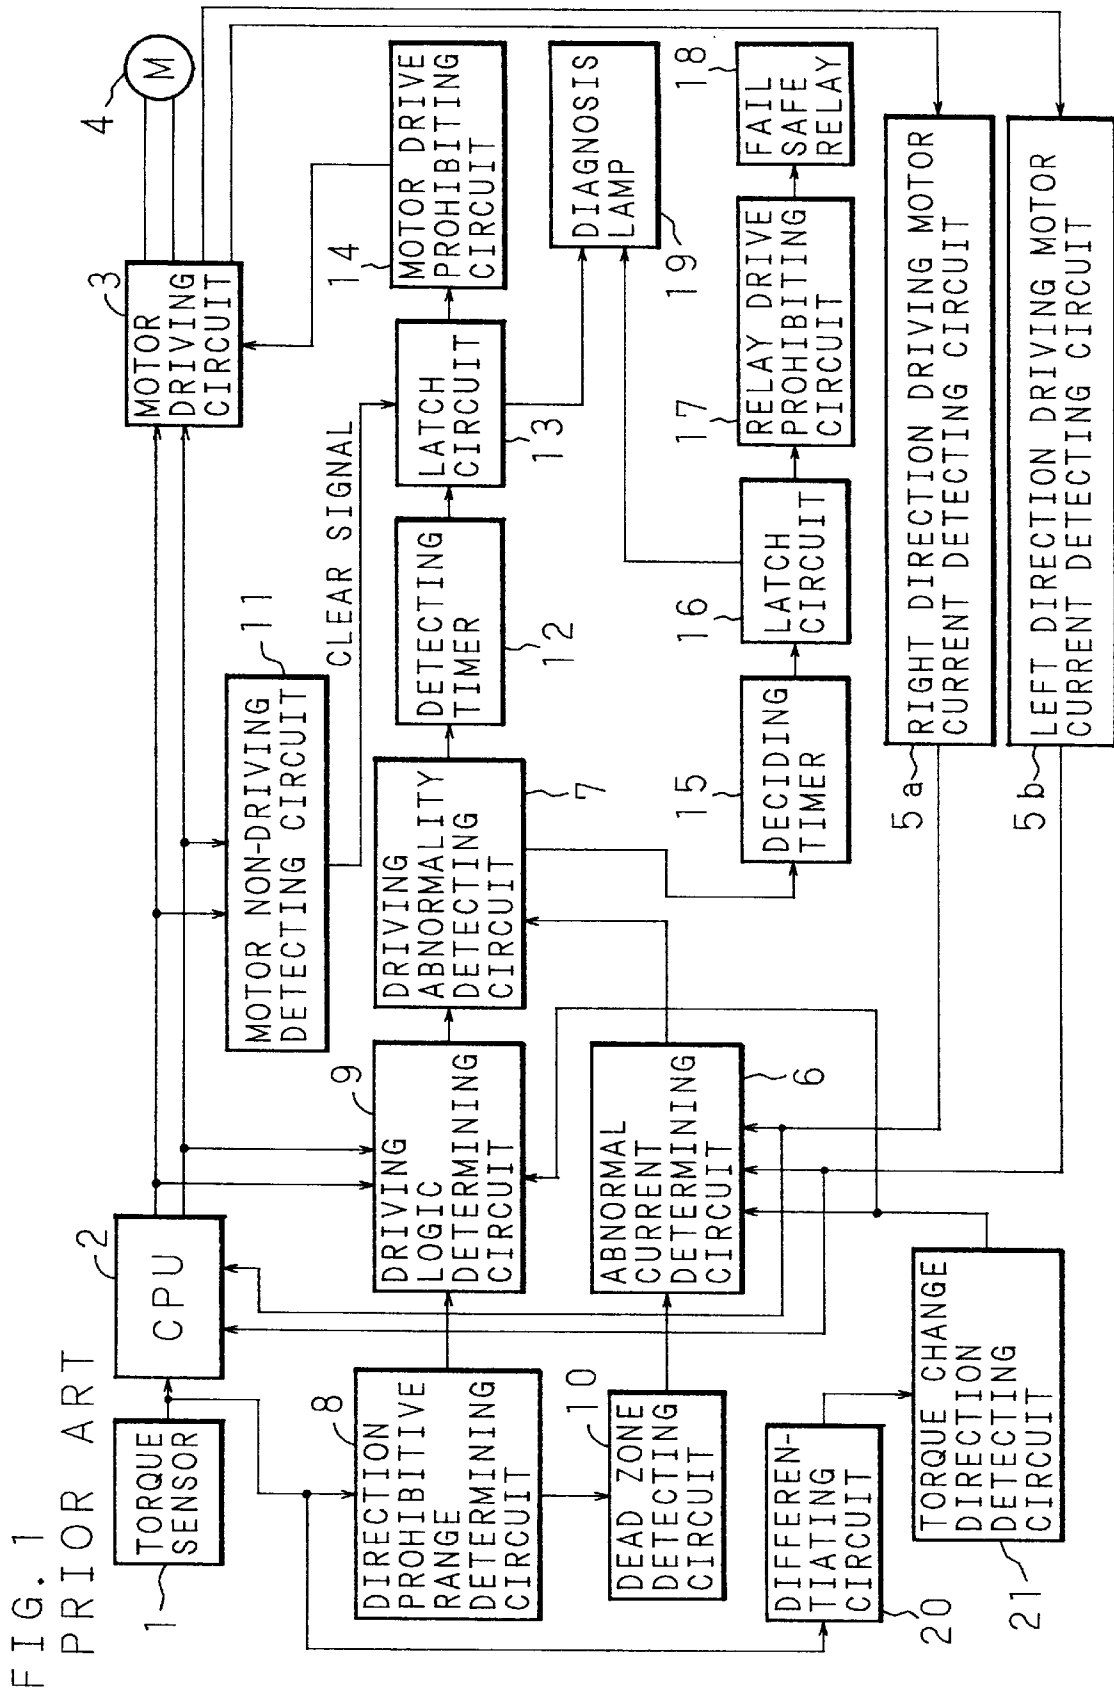 FIG. 1
PRIOR ART
1
TORQUE
SENSOR
2
CPU
3
MOTOR
DRIVING
CIRCUIT
4
M
11
MOTOR NON-DRIVING
DETECTING CIRCUIT
CLEAR SIGNAL
8
DIRECTION
PROHIBITIVE
RANGE
DETERMINING
CIRCUIT
9
DRIVING
LOGIC
DETERMINING
CIRCUIT
7
DRIVING
ABNORMALITY
DETECTING
CIRCUIT
12
DETECTING
TIMER
13
LATCH
CIRCUIT
14
MOTOR DRIVE
PROHIBITING
CIRCUIT
10
DEAD ZONE
DETECTING
CIRCUIT
6
ABNORMAL
CURRENT
DETERMINING
CIRCUIT
19
DIAGNOSIS
LAMP
15
DECIDING
TIMER
16
LATCH
CIRCUIT
17
RELAY DRIVE
PROHIBITING
CIRCUIT
18
FAIL
SAFE
RELAY
20
DIFFEREN-
TIATING
CIRCUIT
21
TORQUE CHANGE
DIRECTION
DETECTING
CIRCUIT
5a
RIGHT DIRECTION DRIVING MOTOR
CURRENT DETECTING CIRCUIT
5b
LEFT DIRECTION DRIVING MOTOR
CURRENT DETECTING CIRCUIT